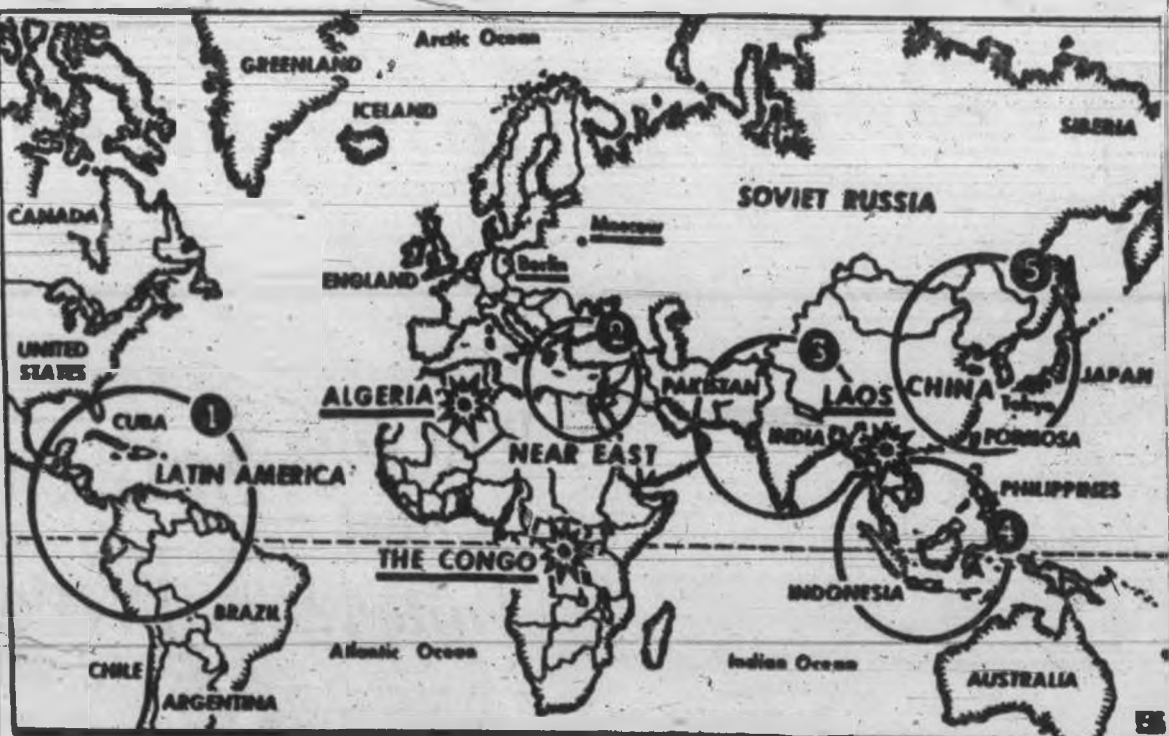 Arctic Ocean
GREENLAND
ICELAND
SIBERIA
CANADA
SOVIET RUSSIA
Moscow
Berlin
ENGLAND
2
5
UNITED
STATES
3
JAPAN
ALGERIA
PAKISTAN
LAOS
CHINA
Tokyo
1
CUBA
INDIA
FORMOSA
LATIN AMERICA
NEAR EAST
PHILIPPINES
4
THE CONGO
INDONESIA
BRAZIL
Atlantic Ocean
Indian Ocean
CHILE
AUSTRALIA
ARGENTINA